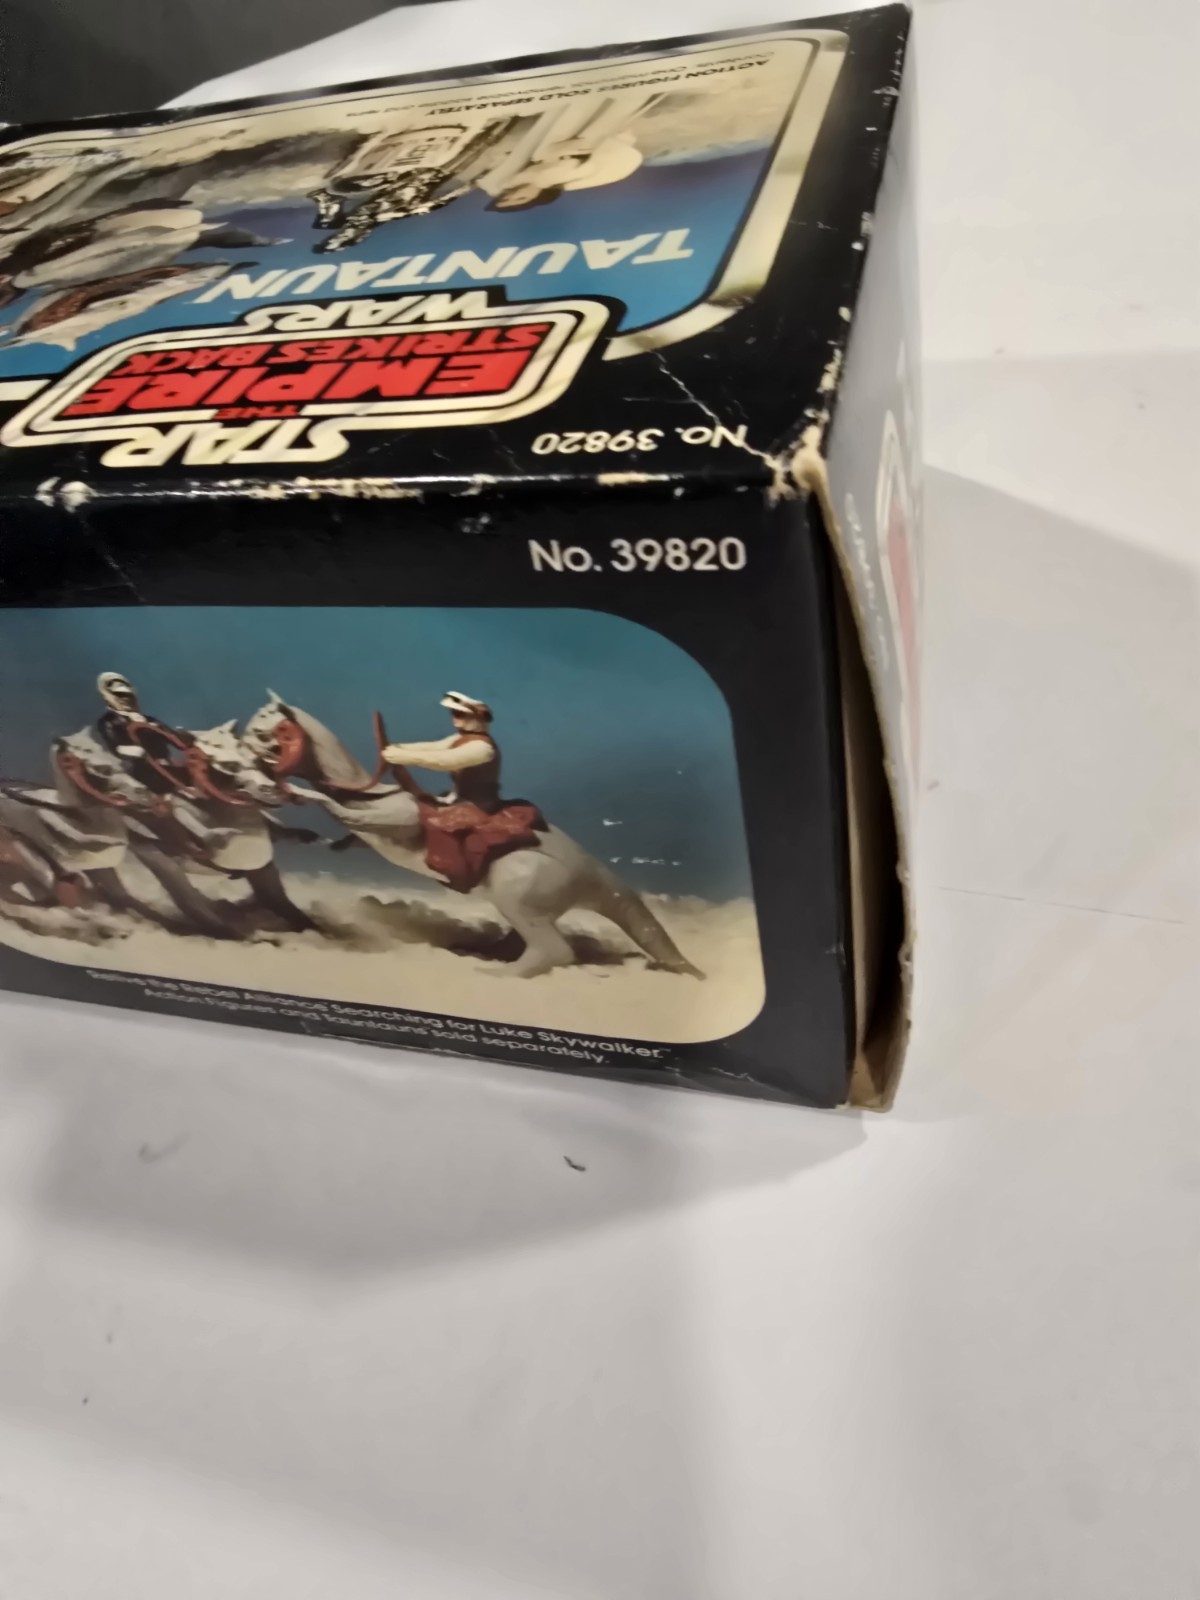 ACTION FIGURES SOLD SEPARATELY
TAUNTAUN
STAR
THE
EMPIRE
STRIKES BACK
WARS
No. 39820
No. 39820
Relive the Rebel Alliance Searching for Luke Skywalker.™
Action Figures and Tauntauns sold separately.